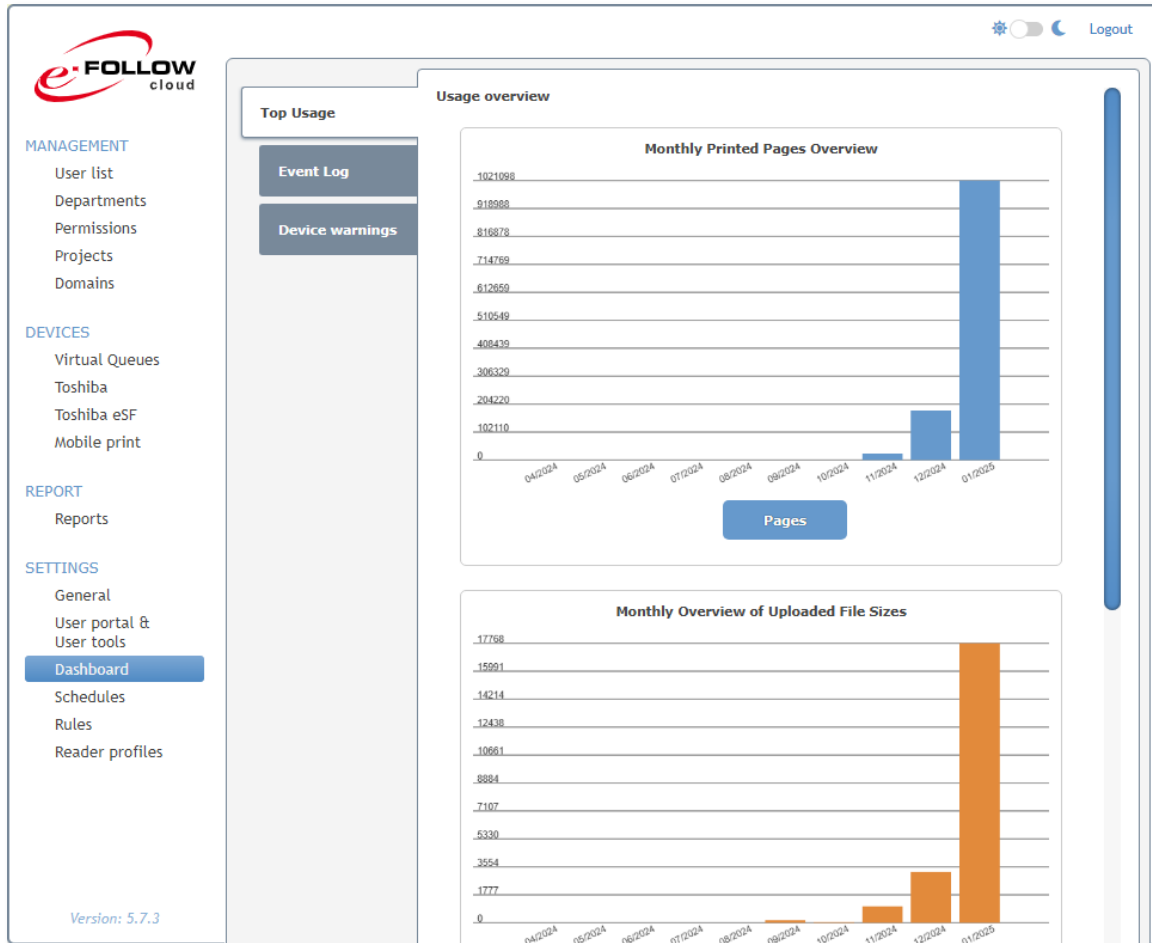 Logout
e-FOLLOW
cloud
MANAGEMENT
User list
Departments
Permissions
Projects
Domains
DEVICES
Virtual Queues
Toshiba
Toshiba eSF
Mobile print
REPORT
Reports
SETTINGS
General
User portal &
User tools
Dashboard
Schedules
Rules
Reader profiles
Version: 5.7.3
Top Usage
Event Log
Device warnings
Usage overview
Monthly Printed Pages Overview
1021098
918988
816878
714769
612659
510549
408439
306329
204220
102110
0
04/2024 05/2024 06/2024 07/2024 08/2024 09/2024 10/2024 11/2024 12/2024 01/2025
Pages
Monthly Overview of Uploaded File Sizes
17768
15991
14214
12438
10661
8884
7107
5330
3554
1777
0
04/2024 05/2024 06/2024 07/2024 08/2024 09/2024 10/2024 11/2024 12/2024 01/2025